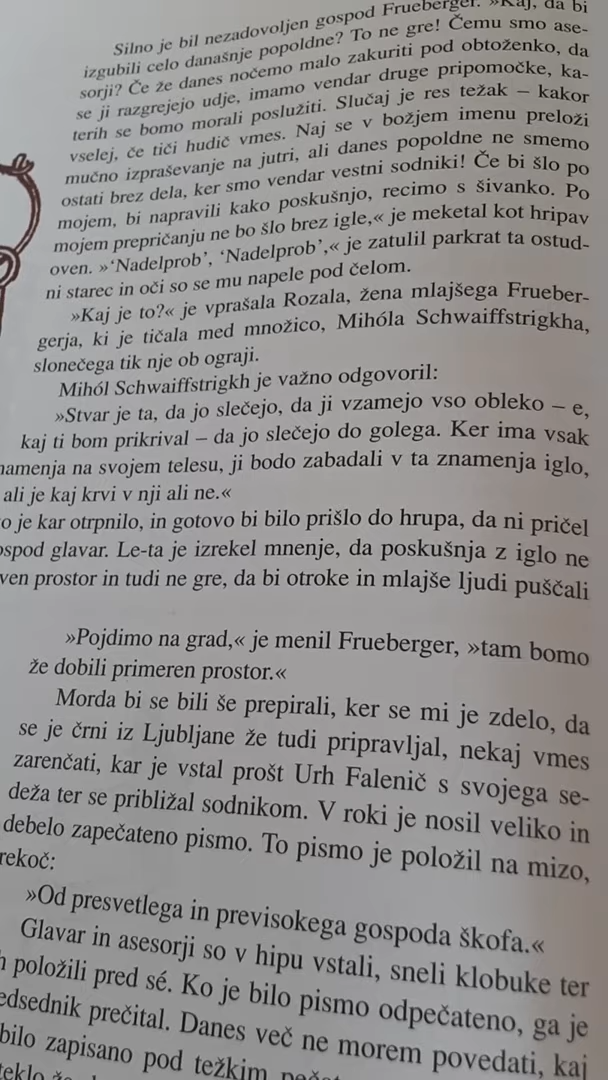 Silno je bil nezadovoljen gospod Frueberger. »Kaj, da bi
izgubili celo današnje popoldne? To ne gre! Čemu smo ase-
sorji? Če že danes nočemo malo zakuriti pod obtoženko, da
se ji razgrejejo udje, imamo vendar druge pripomočke, ka-
terih se bomo morali poslužiti. Slučaj je res težak – kakor
vselej, če tiči hudič vmes. Naj se v božjem imenu preloži
mučno izpraševanje na jutri, ali danes popoldne ne smemo
ostati brez dela, ker smo vendar vestni sodniki! Če bi šlo po
mojem, bi napravili kako poskušnjo, recimo s šivanko. Po
mojem prepričanju ne bo šlo brez igle,« je meketal kot hripav
oven. »‘Nadelprob’, ‘Nadelprob’,« je zatulil parkrat ta ostud-
ni starec in oči so se mu napele pod čelom.
»Kaj je to?« je vprašala Rozala, žena mlajšega Frueber-
gerja, ki je tičala med množico, Mihóla Schwaiffstrigkha,
slonečega tik nje ob ograji.
Mihól Schwaiffstrigkh je važno odgovoril:
»Stvar je ta, da jo slečejo, da ji vzamejo vso obleko – e,
kaj ti bom prikrival – da jo slečejo do golega. Ker ima vsak
namenja na svojem telesu, ji bodo zabadali v ta znamenja iglo,
ali je kaj krvi v nji ali ne.«
o je kar otrpnilo, in gotovo bi bilo prišlo do hrupa, da ni pričel
ospod glavar. Le-ta je izrekel mnenje, da poskušnja z iglo ne
ven prostor in tudi ne gre, da bi otroke in mlajše ljudi puščali
»Pojdimo na grad,« je menil Frueberger, »tam bomo
že dobili primeren prostor.«
Morda bi se bili še prepirali, ker se mi je zdelo, da
se je črni iz Ljubljane že tudi pripravljal, nekaj vmes
zarenčati, kar je vstal prošt Urh Falenič s svojega se-
deža ter se približal sodnikom. V roki je nosil veliko in
debelo zapečateno pismo. To pismo je položil na mizo,
rekoč:
»Od presvetlega in previsokega gospoda škofa.«
Glavar in asesorji so v hipu vstali, sneli klobuke ter
h položili pred sé. Ko je bilo pismo odpečateno, ga je
edsednik prečital. Danes več ne morem povedati, kaj
bilo zapisano pod težkim